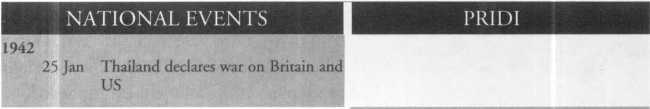 NATIONAL EVENTS PRIDI
1942
25 Jan Thailand declares war on Britain and
US